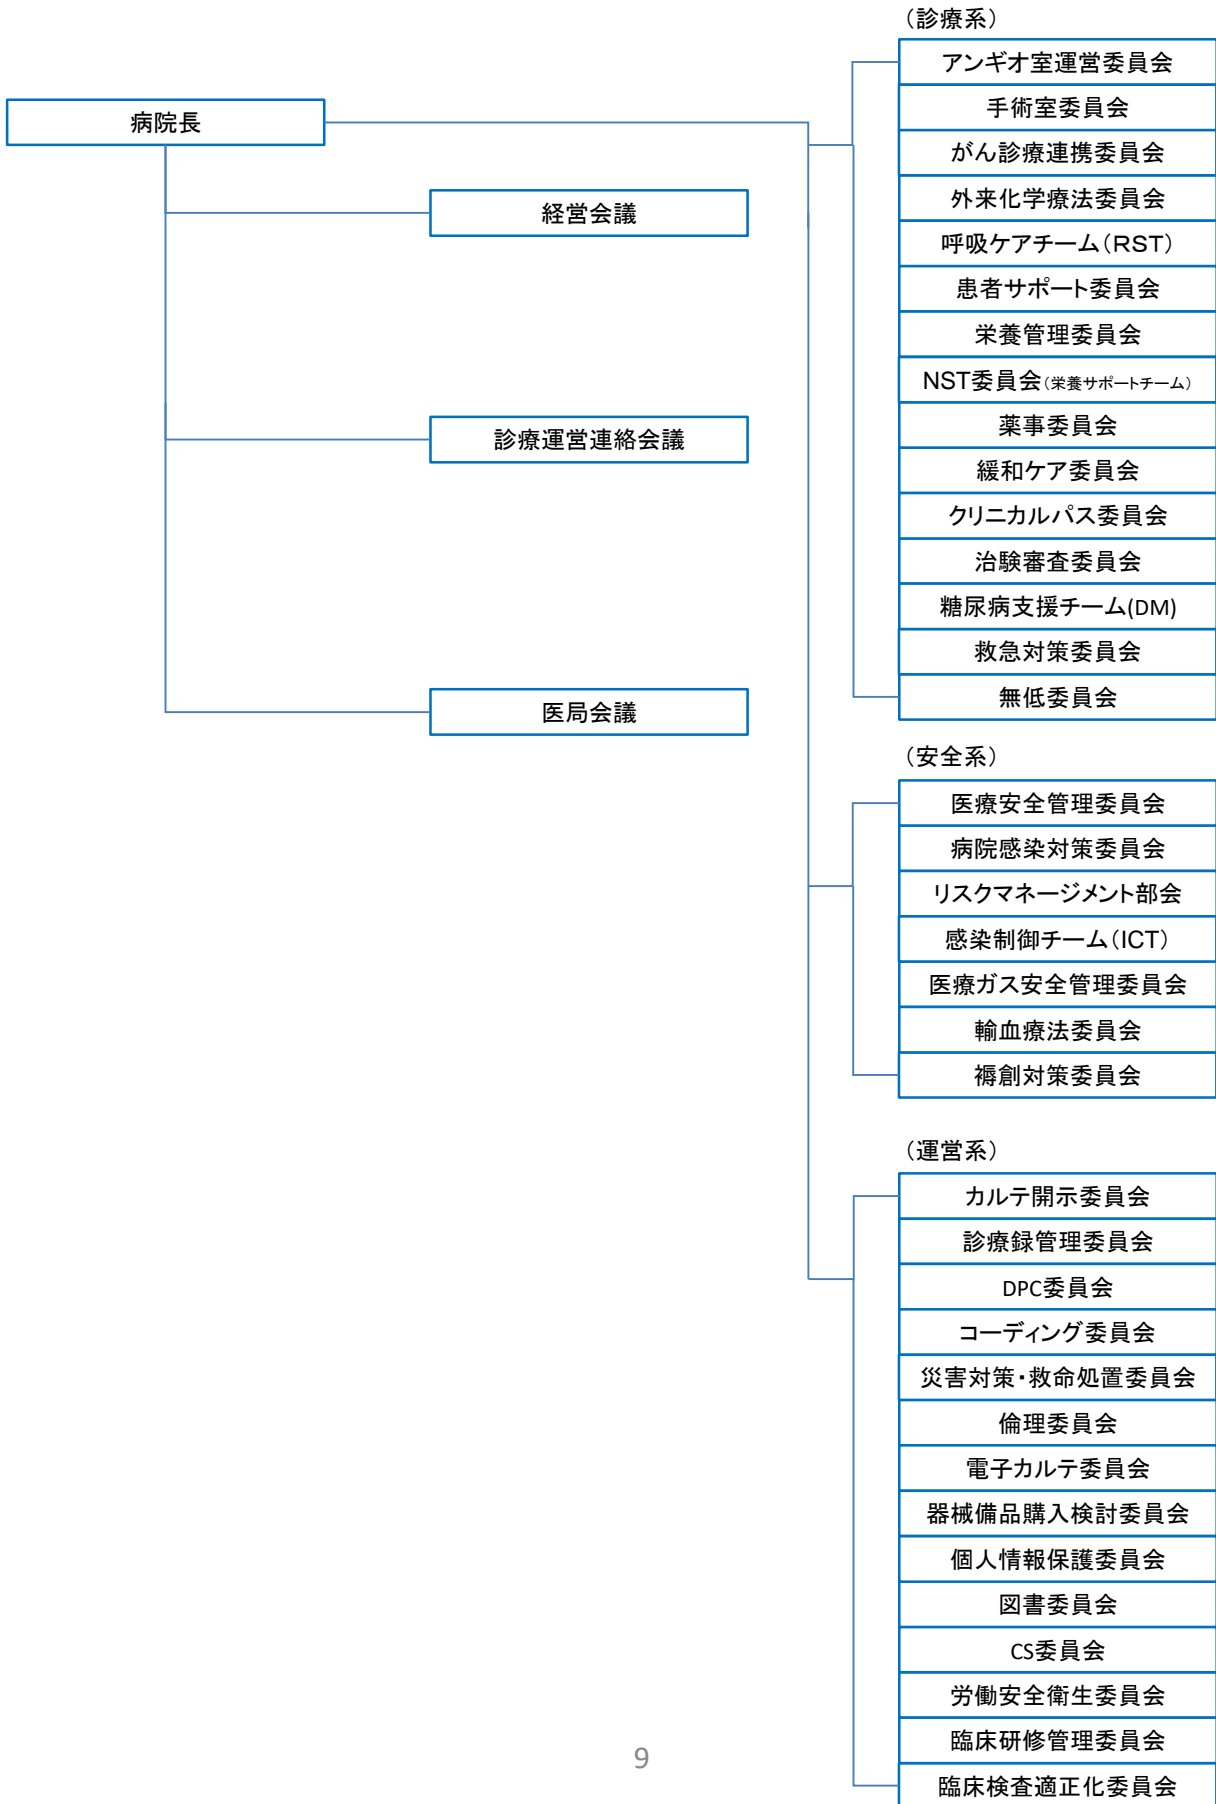 病院長
経営会議
診療運営連絡会議
医局会議
（診療系）
アンギオ室運営委員会
手術室委員会
がん診療連携委員会
外来化学療法委員会
呼吸ケアチーム（RST）
患者サポート委員会
栄養管理委員会
NST委員会（栄養サポートチーム）
薬事委員会
緩和ケア委員会
クリニカルパス委員会
治験審査委員会
糖尿病支援チーム(DM)
救急対策委員会
無低委員会
（安全系）
医療安全管理委員会
病院感染対策委員会
リスクマネージメント部会
感染制御チーム（ICT）
医療ガス安全管理委員会
輸血療法委員会
褥創対策委員会
（運営系）
カルテ開示委員会
診療録管理委員会
DPC委員会
コーディング委員会
災害対策・救命処置委員会
倫理委員会
電子カルテ委員会
器械備品購入検討委員会
個人情報保護委員会
図書委員会
CS委員会
労働安全衛生委員会
臨床研修管理委員会
臨床検査適正化委員会
9